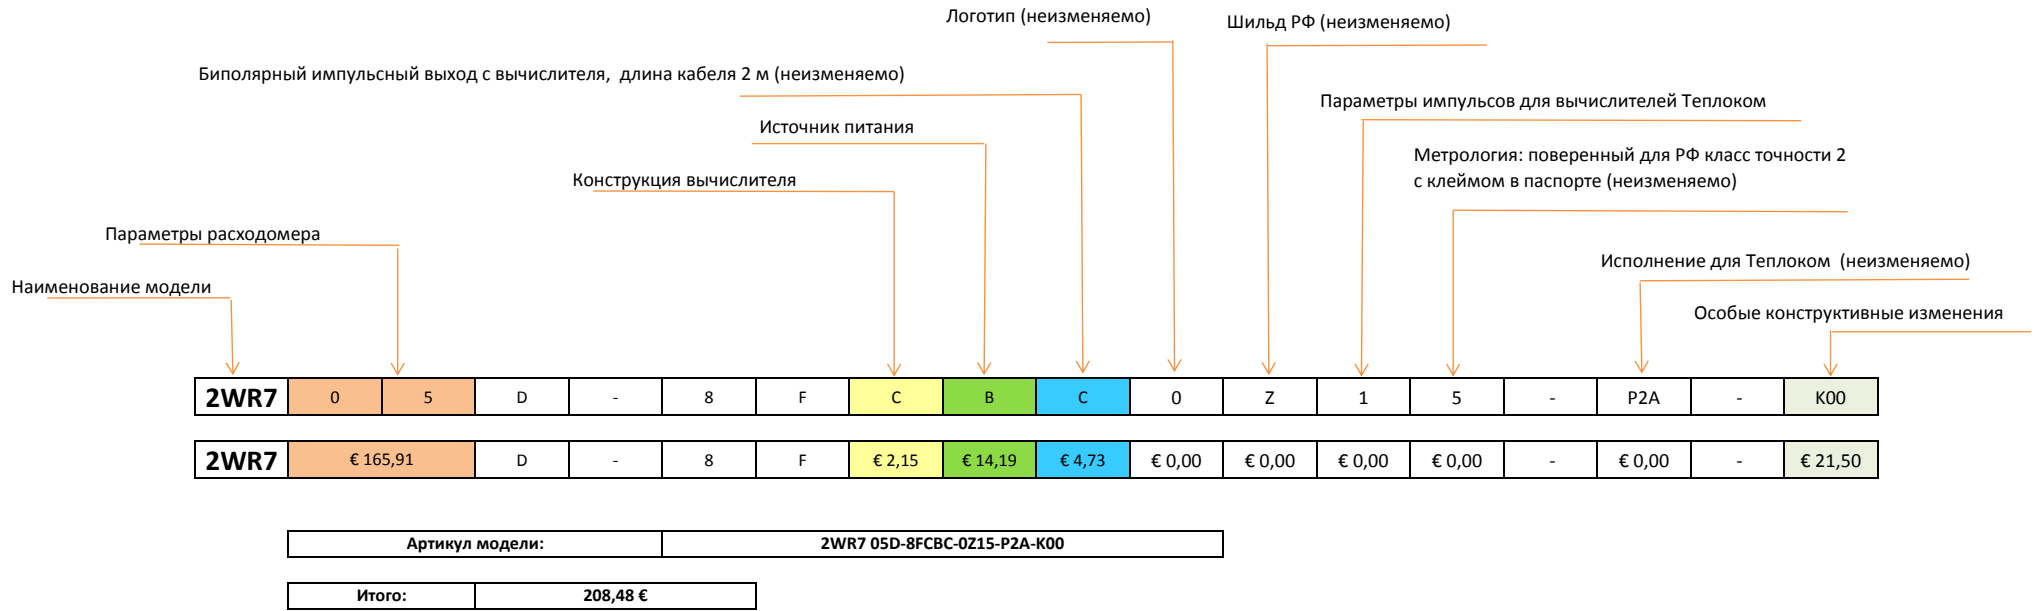 Логотип (неизменяемо)
Шильд РФ (неизменяемо)
Биполярный импульсный выход с вычислителя, длина кабеля 2 м (неизменяемо)
Параметры импульсов для вычислителей Теплоком
Источник питания
Метрология: поверенный для РФ класс точности 2
с клеймом в паспорте (неизменяемо)
Конструкция вычислителя
Параметры расходомера
Исполнение для Теплоком (неизменяемо)
Наименование модели
Особые конструктивные изменения
2WR7 0 5 D - 8 F C B C 0 Z 1 5 - P2A - K00
2WR7 € 165,91 D - 8 F € 2,15 € 14,19 € 4,73 € 0,00 € 0,00 € 0,00 € 0,00 - € 0,00 - € 21,50
Артикул модели: 2WR7 05D-8FCBC-0Z15-P2A-K00
Итого: 208,48 €